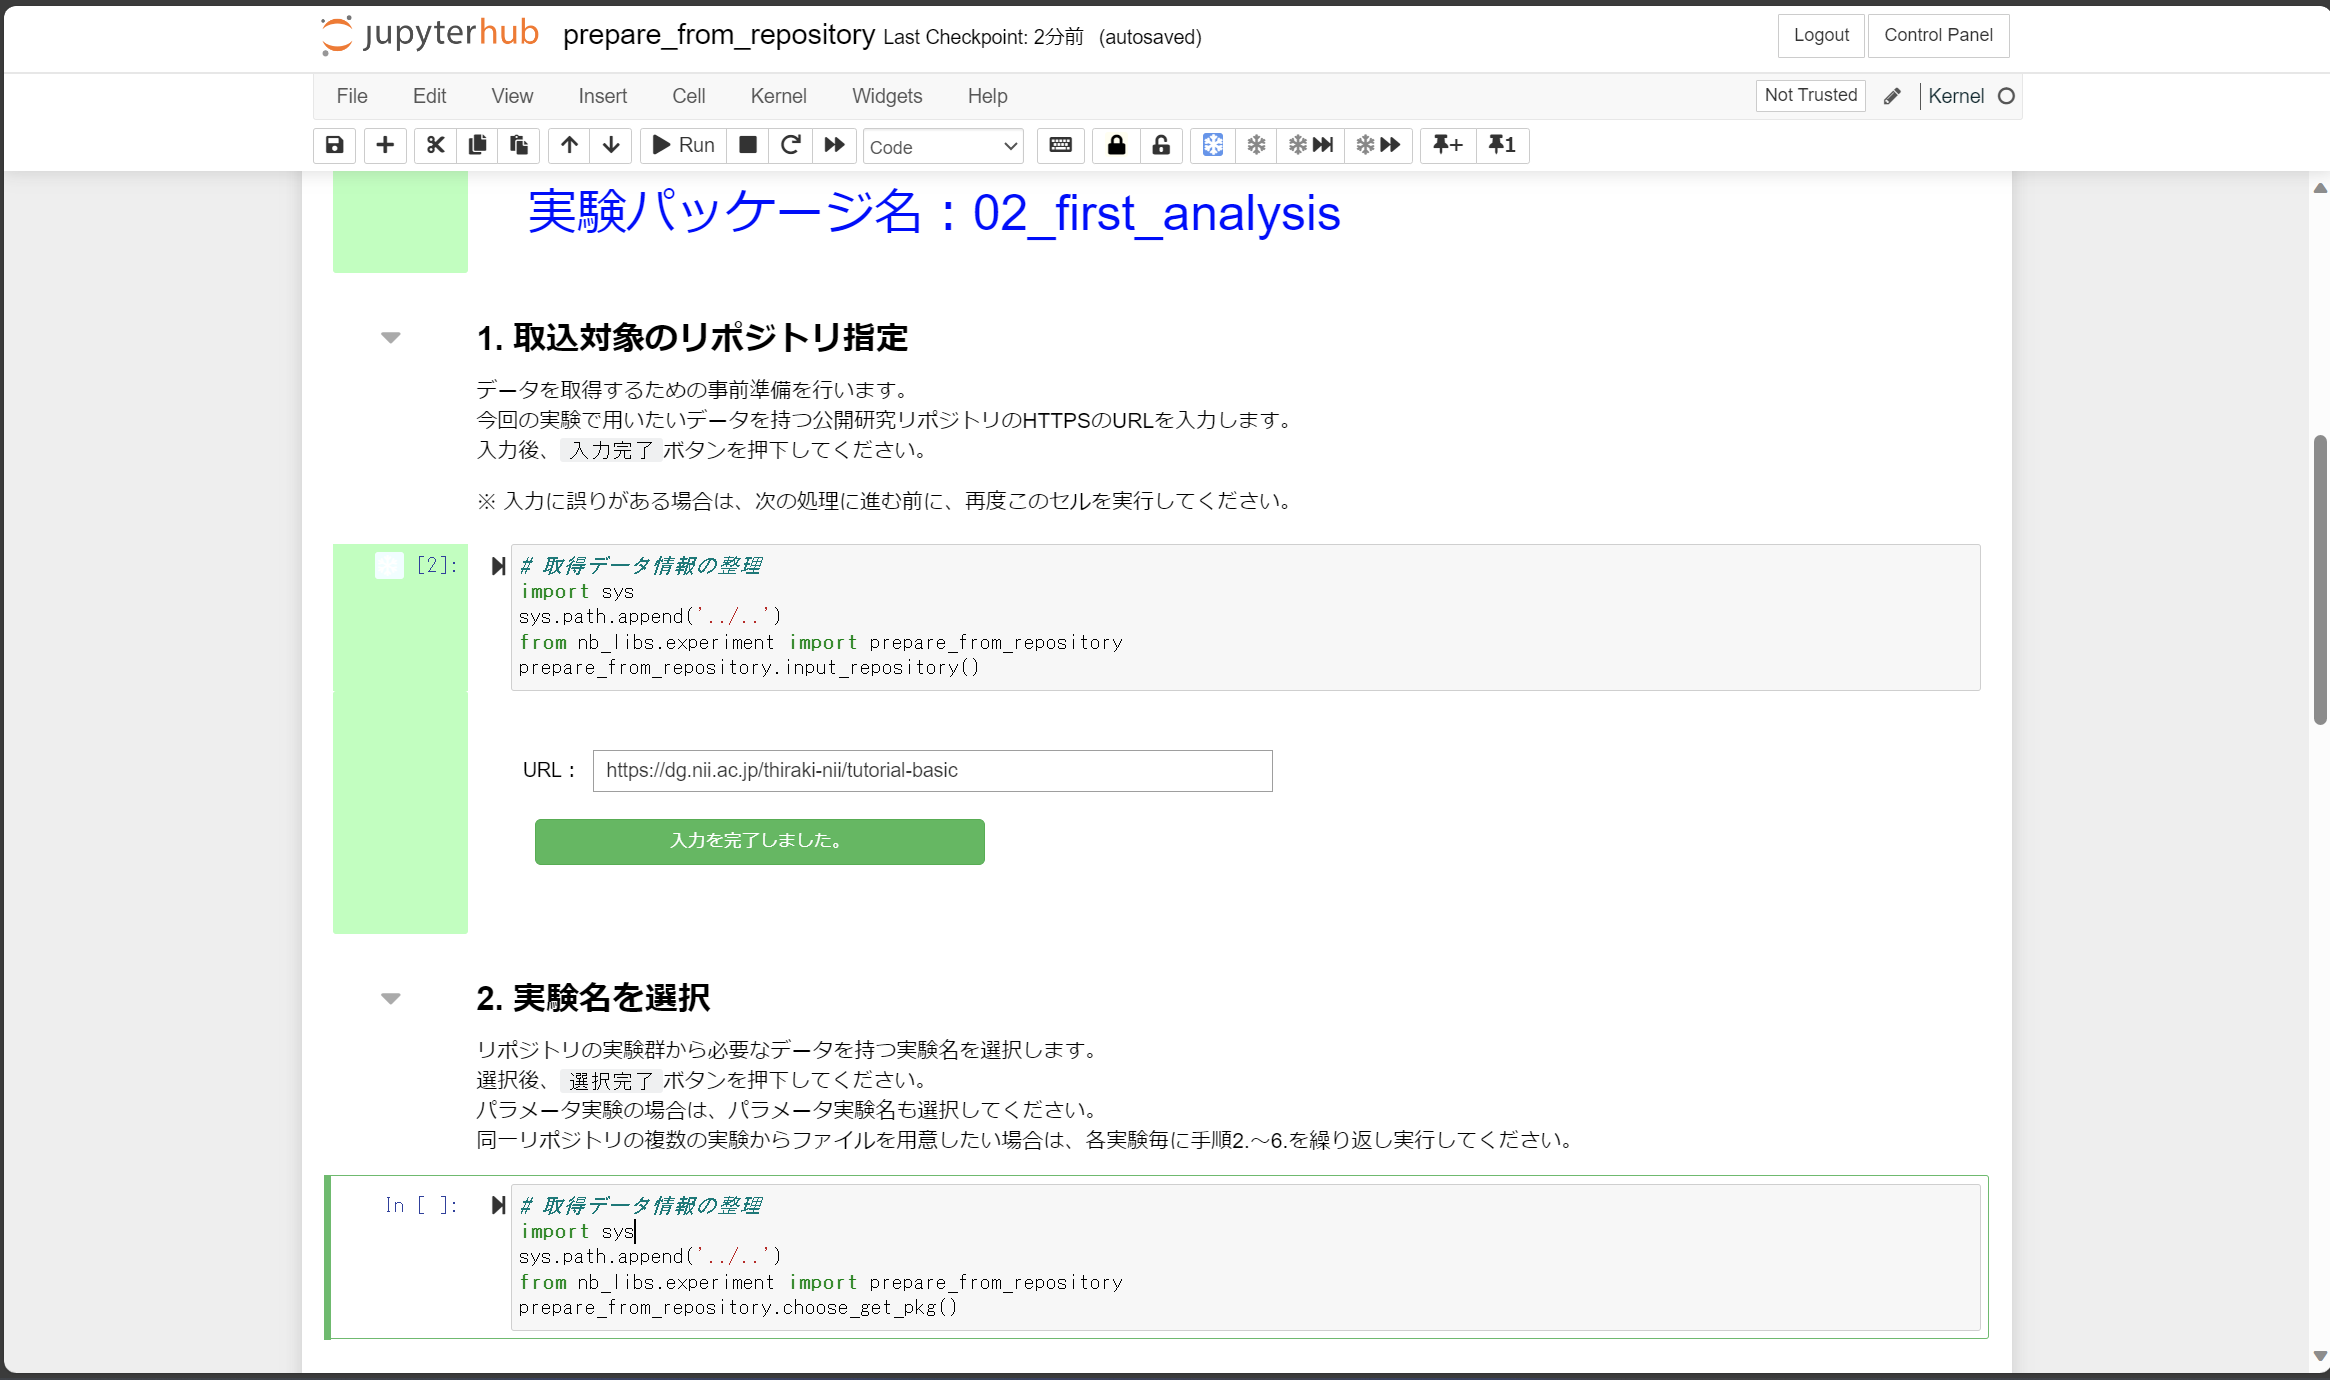 jupyterhub prepare_from_repository Last Checkpoint: 2分前 (autosaved) Logout Control Panel
File Edit View Insert Cell Kernel Widgets Help Not Trusted Kernel
Run Code +1
実験パッケージ名：02_first_analysis
1. 取込対象のリポジトリ指定
データを取得するための事前準備を行います。
今回の実験で用いたいデータを持つ公開研究リポジトリのHTTPSのURLを入力します。
入力後、 入力完了 ボタンを押下してください。
※ 入力に誤りがある場合は、次の処理に進む前に、再度このセルを実行してください。
[2]: # 取得データ情報の整理
import sys
sys.path.append('../..')
from nb_libs.experiment import prepare_from_repository
prepare_from_repository.input_repository()
URL： https://dg.nii.ac.jp/thiraki-nii/tutorial-basic
入力を完了しました。
2. 実験名を選択
リポジトリの実験群から必要なデータを持つ実験名を選択します。
選択後、 選択完了 ボタンを押下してください。
パラメータ実験の場合は、パラメータ実験名も選択してください。
同一リポジトリの複数の実験からファイルを用意したい場合は、各実験毎に手順2.～6.を繰り返し実行してください。
In [ ]: # 取得データ情報の整理
import sys
sys.path.append('../..')
from nb_libs.experiment import prepare_from_repository
prepare_from_repository.choose_get_pkg()